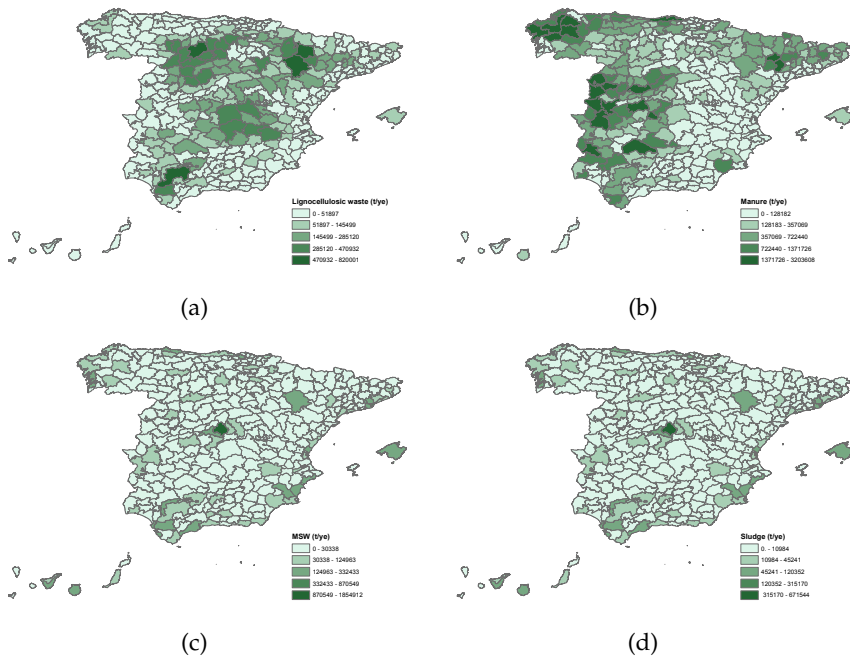 Lignocellulosic waste (t/ye)
0 - 51897
51897 - 145499
145499 - 285120
285120 - 470932
470932 - 820001
(a)
Manure (t/ye)
0 - 128182
128183 - 357069
357069 - 722440
722440 - 1371726
1371726 - 3203608
(b)
MSW (t/ye)
0 - 30338
30338 - 124963
124963 - 332433
332433 - 870549
870549 - 1854912
(c)
Sludge (t/ye)
0. - 10984
10984 - 45241
45241 - 120352
120352 - 315170
315170 - 671544
(d)